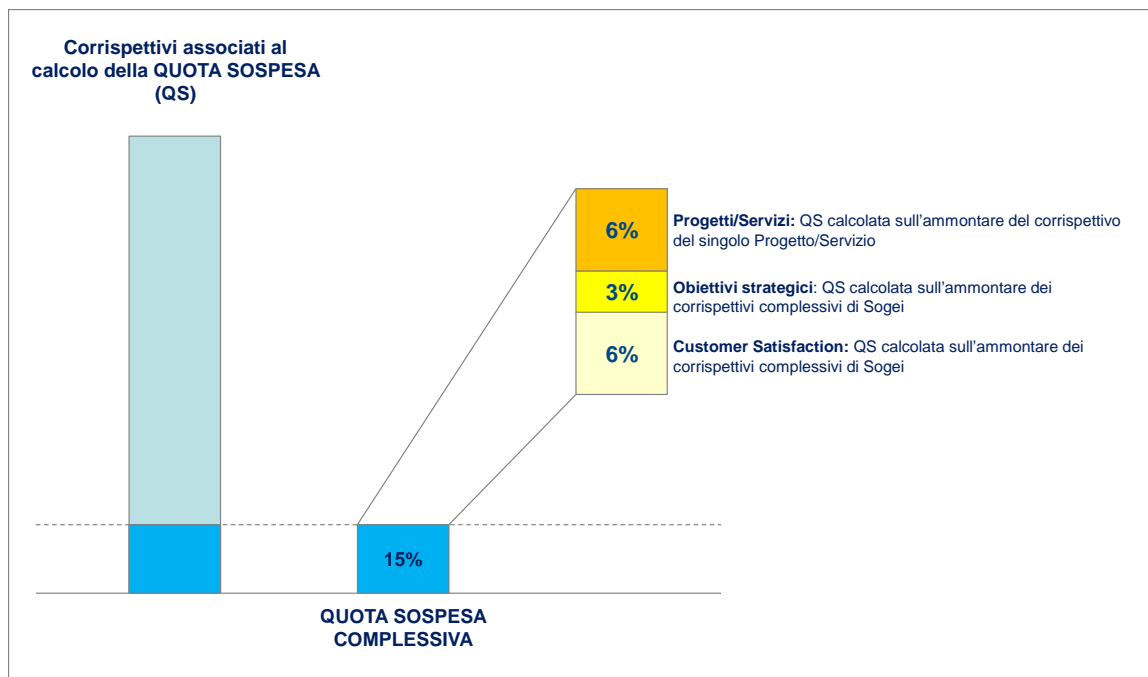 Corrispettivi associati al
calcolo della QUOTA SOSPESA
(QS)
6%
Progetti/Servizi: QS calcolata sull’ammontare del corrispettivo
del singolo Progetto/Servizio
3%
Obiettivi strategici: QS calcolata sull’ammontare dei
corrispettivi complessivi di Sogei
6%
Customer Satisfaction: QS calcolata sull’ammontare dei
corrispettivi complessivi di Sogei
15%
QUOTA SOSPESA
COMPLESSIVA